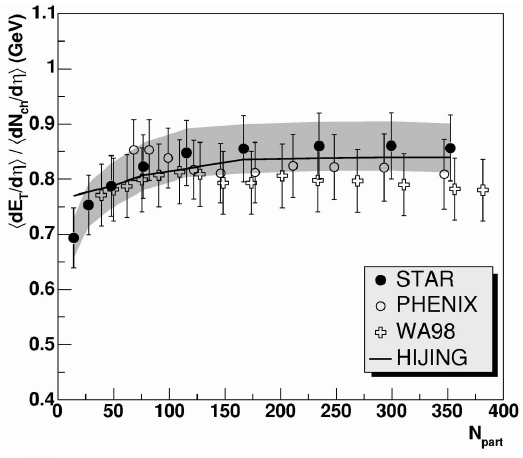 ⟨dE_T/dη⟩ / ⟨dN_ch/dη⟩ (GeV)
1.1
1
0.9
0.8
0.7
0.6
0.5
0.4
STAR
PHENIX
WA98
HIJING
0 50 100 150 200 250 300 350 400
N_part